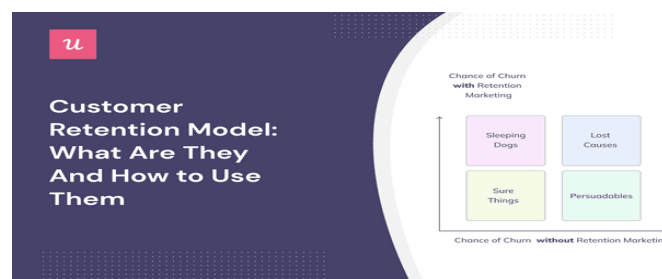 u
Customer
Retention Model:
What Are They
And How to Use
Them
Chance of Churn
with Retention
Marketing
Sleeping
Dogs
Lost
Causes
Sure
Things
Persuadables
Chance of Churn without Retention Marketin